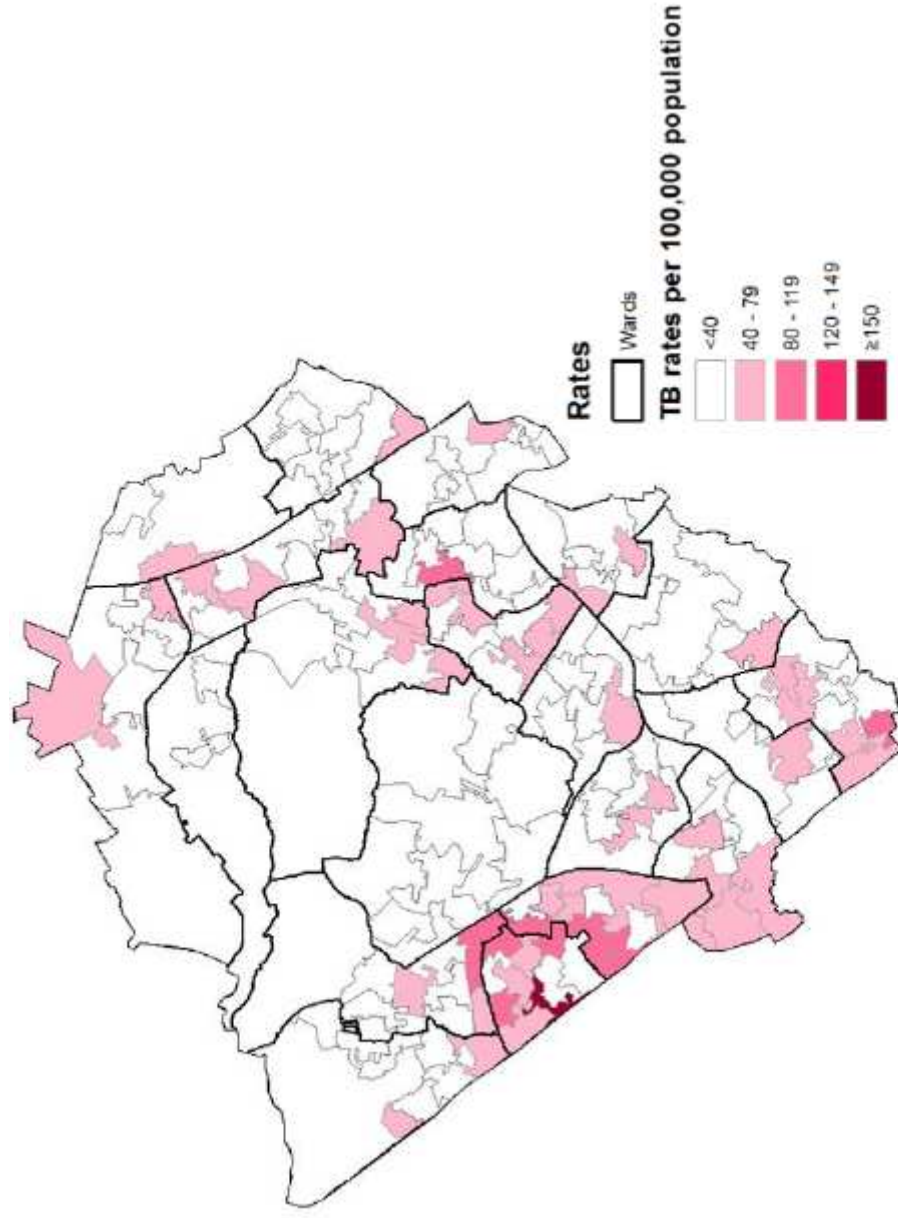 Rates
Wards
TB rates per 100,000 population
<40
40 - 79
80 - 119
120 - 149
≥150